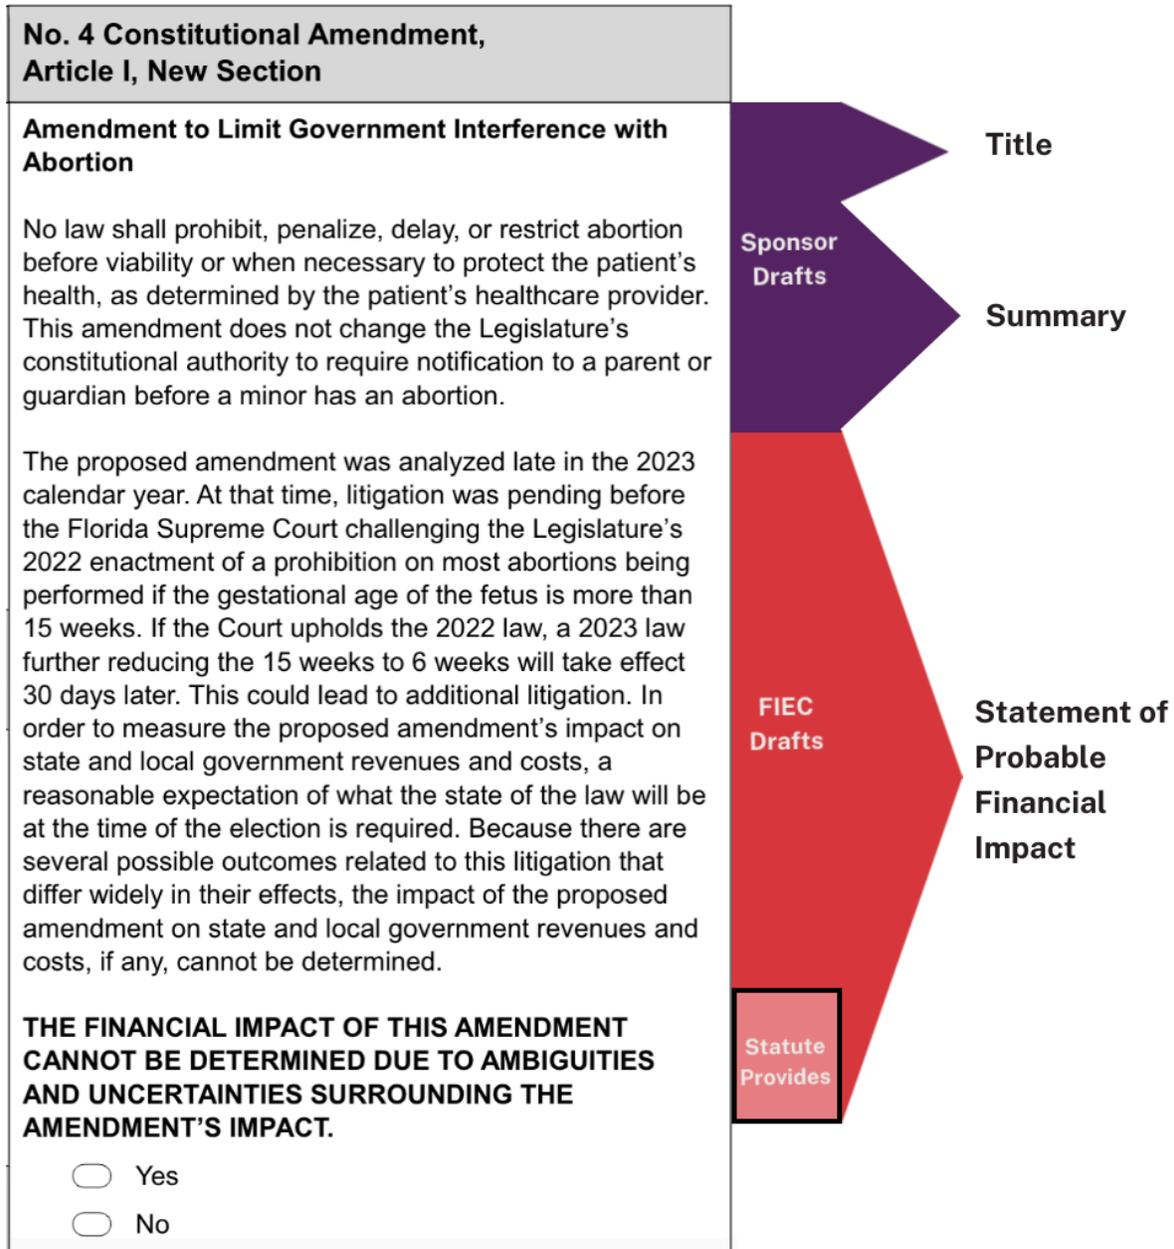 No. 4 Constitutional Amendment,
Article I, New Section
Amendment to Limit Government Interference with
Abortion
No law shall prohibit, penalize, delay, or restrict abortion
before viability or when necessary to protect the patient’s
health, as determined by the patient’s healthcare provider.
This amendment does not change the Legislature’s
constitutional authority to require notification to a parent or
guardian before a minor has an abortion.
The proposed amendment was analyzed late in the 2023
calendar year. At that time, litigation was pending before
the Florida Supreme Court challenging the Legislature’s
2022 enactment of a prohibition on most abortions being
performed if the gestational age of the fetus is more than
15 weeks. If the Court upholds the 2022 law, a 2023 law
further reducing the 15 weeks to 6 weeks will take effect
30 days later. This could lead to additional litigation. In
order to measure the proposed amendment’s impact on
state and local government revenues and costs, a
reasonable expectation of what the state of the law will be
at the time of the election is required. Because there are
several possible outcomes related to this litigation that
differ widely in their effects, the impact of the proposed
amendment on state and local government revenues and
costs, if any, cannot be determined.
THE FINANCIAL IMPACT OF THIS AMENDMENT
CANNOT BE DETERMINED DUE TO AMBIGUITIES
AND UNCERTAINTIES SURROUNDING THE
AMENDMENT’S IMPACT.
Yes
No
Sponsor
Drafts
FIEC
Drafts
Statute
Provides
Title
Summary
Statement of
Probable
Financial
Impact